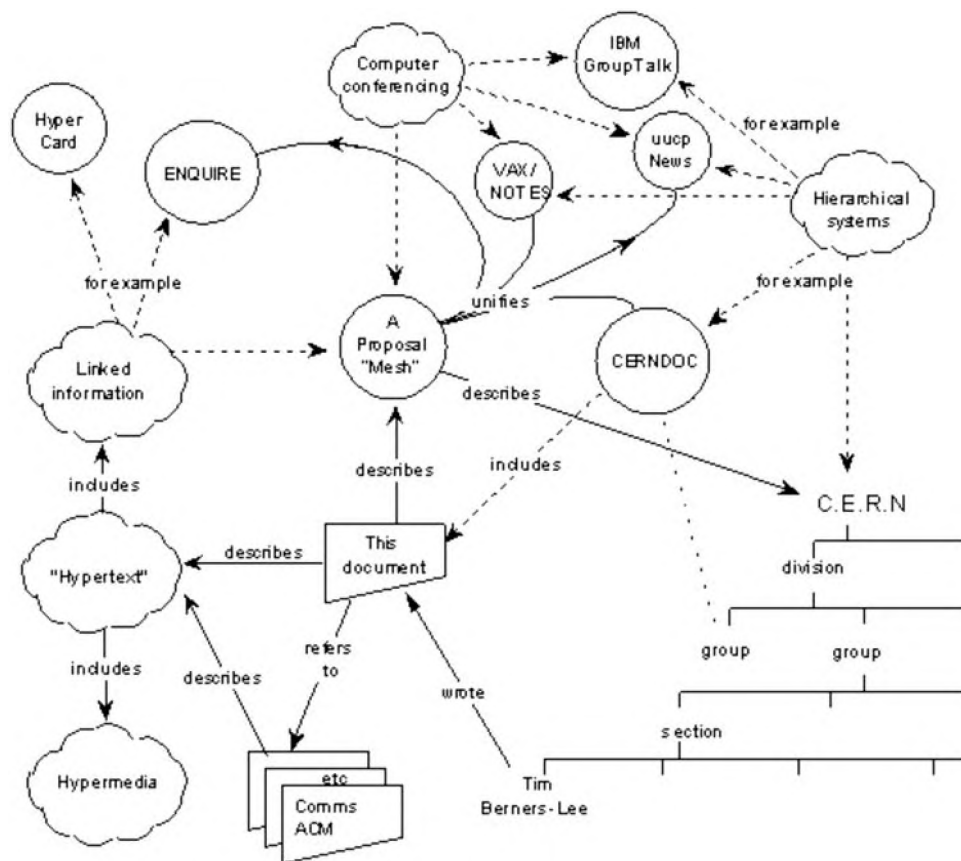 IBM
GroupTalk
Computer
conferencing
Hyper
Card
for example
uucp
News
ENQUIRE
VAX/
NOTES
Hierarchical
systems
for example
unifies
for example
A
Proposal
"Mesh"
Linked
information
CERNDOC
describes
includes
describes
includes
C.E.R.N
This
document
describes
"Hypertext"
division
refers
to
group
group
includes
describes
wrote
section
Hypermedia
etc
Comms
ACM
Tim
Berners-Lee